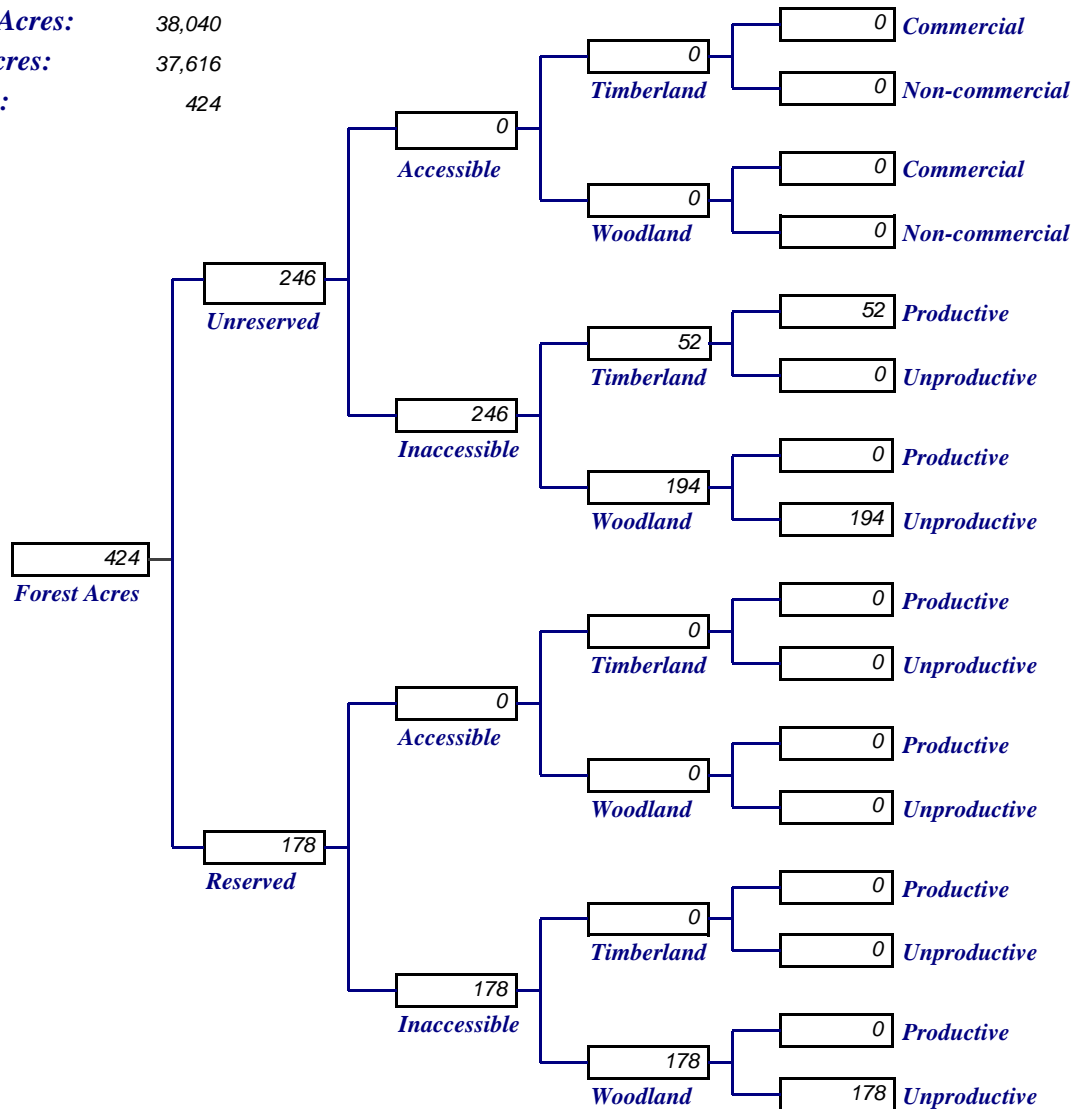 Acres: 38,040
cres: 37,616
: 424
0 Commercial
0
Timberland
0 Non-commercial
0
Accessible
0 Commercial
0
Woodland
0 Non-commercial
246
Unreserved
52 Productive
52
Timberland
0 Unproductive
246
Inaccessible
0 Productive
194
Woodland
194 Unproductive
424
Forest Acres
0 Productive
0
Timberland
0 Unproductive
0
Accessible
0 Productive
0
Woodland
0 Unproductive
178
Reserved
0 Productive
0
Timberland
0 Unproductive
178
Inaccessible
0 Productive
178
Woodland
178 Unproductive